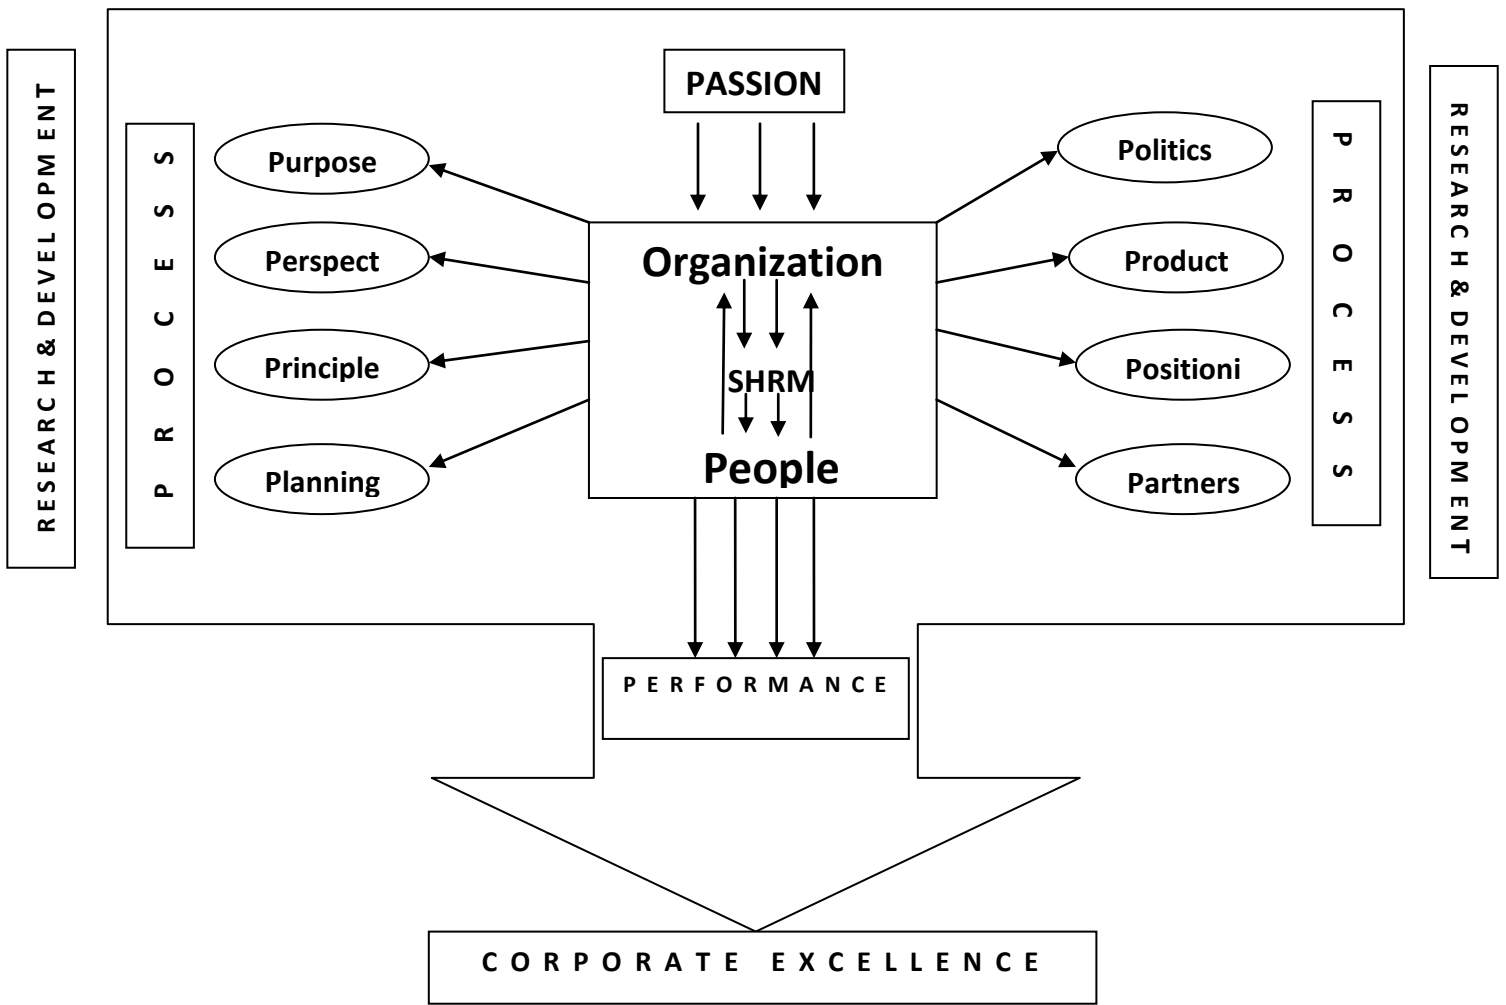 PASSION
RESEARCH & DEVELOPMENT
PROCESS
Purpose
Perspect
Principle
Planning
Organization
SHRM
People
Politics
Product
Positioni
Partners
PROCESS
RESEARCH & DEVELOPMENT
PERFORMANCE
CORPORATE EXCELLENCE